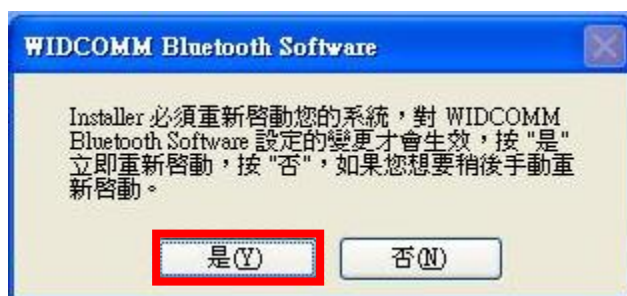 WIDCOMM Bluetooth Software
Installer 必須重新啓動您的系統，對 WIDCOMM
Bluetooth Software 設定的變更才會生效，按 "是"
立即重新啓動，按 "否"，如果您想要稍後手動重
新啓動。
是(Y) 否(N)